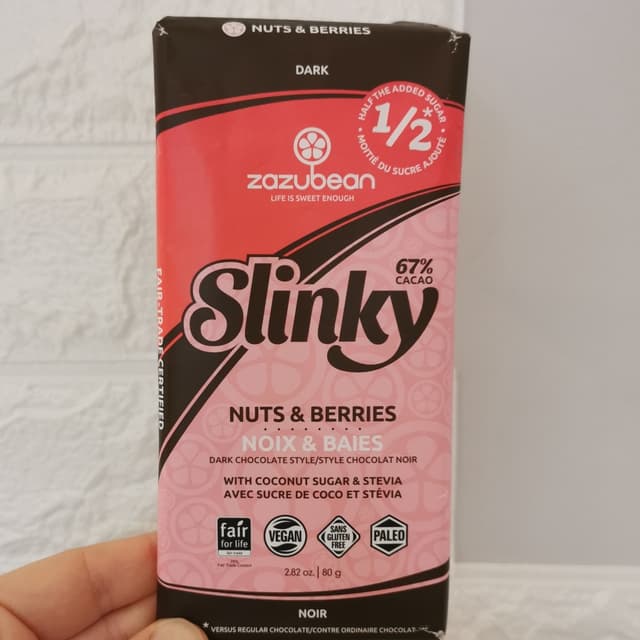 NUTS & BERRIES
DARK
HALF THE ADDED SUGAR
1/2*
MOITIÉ DU SUCRE AJOUTÉ
zazubean
LIFE IS SWEET ENOUGH
67%
CACAO
Slinky
FAIR-TRADE CERTIFIED
NUTS & BERRIES
NOIX & BAIES
DARK CHOCOLATE STYLE/STYLE CHOCOLAT NOIR
WITH COCONUT SUGAR & STEVIA
AVEC SUCRE DE COCO ET STÉVIA
fair
for life
VEGAN
SANS
GLUTEN
FREE
PALEO
2.82 oz. | 80 g
NOIR
* VERSUS REGULAR CHOCOLATE/CONTRE ORDINAIRE CHOCOLAT